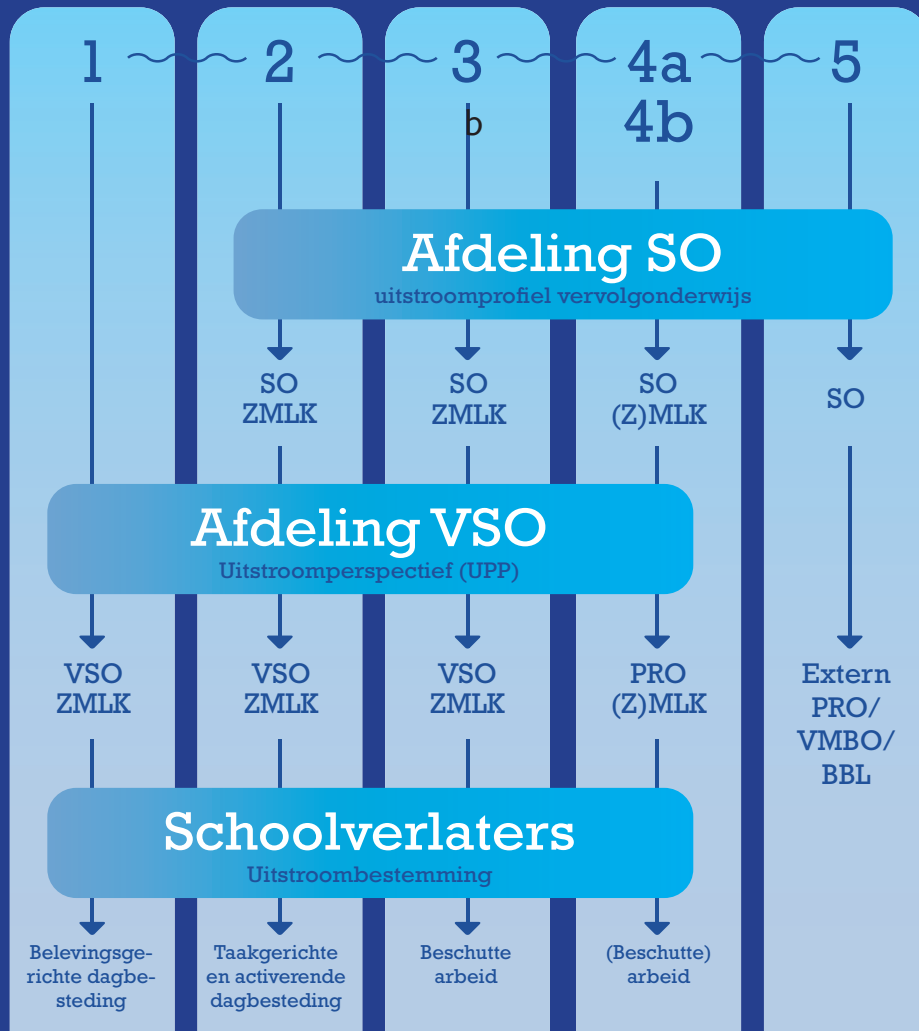 1 2 3 4a 5
b 4b
Afdeling SO
uitstroomprofiel vervolgonderwijs
SO SO SO SO
ZMLK ZMLK (Z)MLK
Afdeling VSO
Uitstroomperspectief (UPP)
VSO VSO VSO PRO Extern
ZMLK ZMLK ZMLK (Z)MLK PRO/
VMBO/
BBL
Schoolverlaters
Uitstroombestemming
Belevingsge- Taakgerichte Beschutte (Beschutte)
richte dagbe- en activerende arbeid arbeid
steding dagbesteding